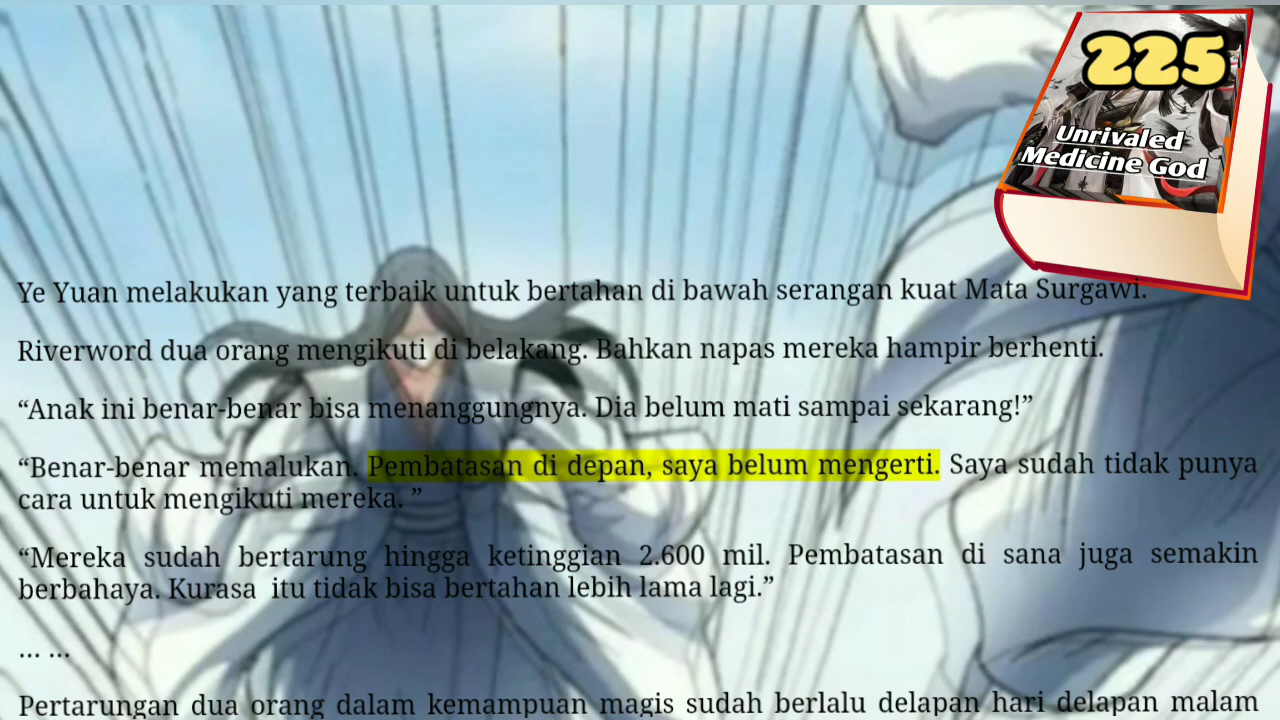 225
Unrivaled
Medicine God
Ye Yuan melakukan yang terbaik untuk bertahan di bawah serangan kuat Mata Surgawi.
Riverword dua orang mengikuti di belakang. Bahkan napas mereka hampir berhenti.
“Anak ini benar-benar bisa menanggungnya. Dia belum mati sampai sekarang!”
“Benar-benar memalukan. Pembatasan di depan, saya belum mengerti. Saya sudah tidak punya
cara untuk mengikuti mereka. ”
“Mereka sudah bertarung hingga ketinggian 2.600 mil. Pembatasan di sana juga semakin
berbahaya. Kurasa  itu tidak bisa bertahan lebih lama lagi.”
... ...
Pertarungan dua orang dalam kemampuan magis sudah berlalu delapan hari delapan malam